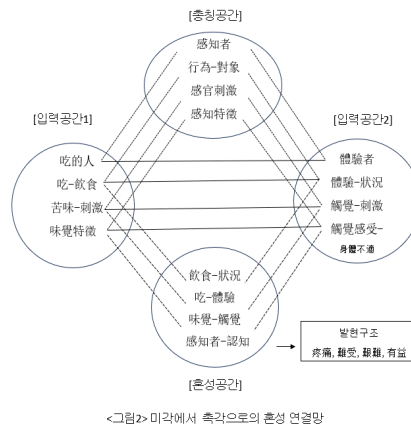 [총칭공간]
感知者
行為-對象
感官刺激
感知特徵
[입력공간1]
吃的人
吃-飲食
苦味-刺激
味覺特徵
[입력공간2]
體驗者
體驗-狀況
觸覺-刺激
觸覺感受-
身體不適
飲食-狀況
吃-體驗
味覺-觸覺
感知者-認知
[혼성공간]
발현구조
疼痛, 難受, 艱難, 有益
<그림2> 미각에서 촉각으로의 혼성 연결망